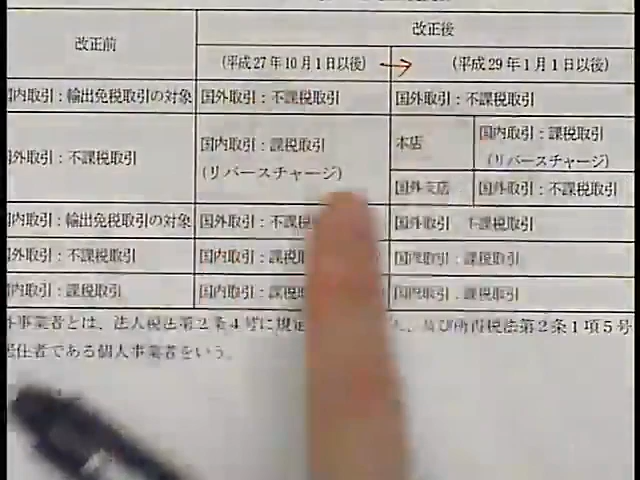 改正前 改正後
(平成27年10月1日以後) → (平成29年1月1日以後)
内取引：輸出免税取引の対象 国外取引：不課税取引 国外取引：不課税取引
外取引：不課税取引 国内取引：課税取引 (リバースチャージ) 本店 国内取引：課税取引 (リバースチャージ)
国外支店 国外取引：不課税取引
内取引：輸出免税取引の対象 国外取引：不課税 国外取引 不課税取引
外取引：不課税取引 国内取引：課税 国内取引：課税取引
内取引：課税取引 国内取引：課税 国内取引：課税取引
外事業者とは、法人税法第2条4号に規定 、及び所得税法第2条1項5号
居住者である個人事業者をいう。